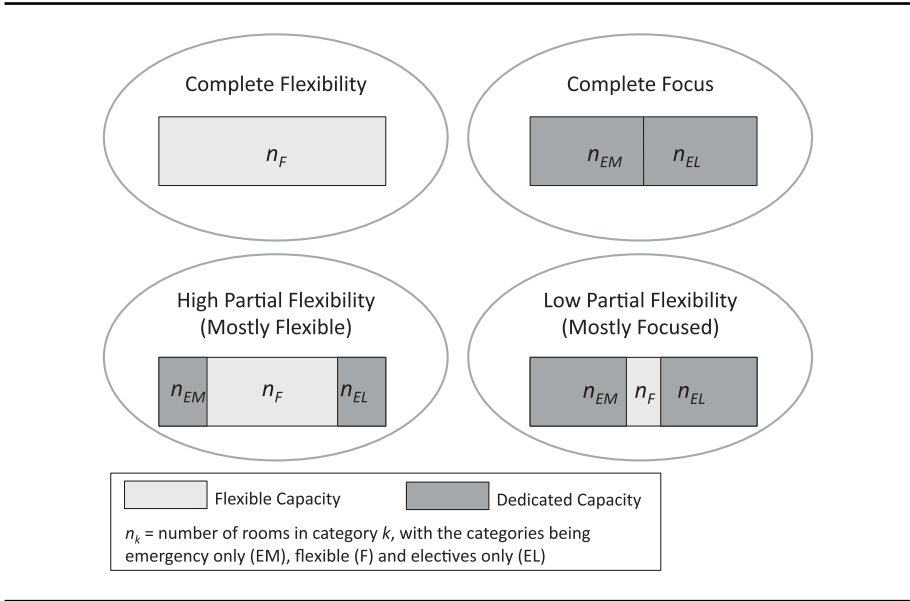 Complete Flexibility
n_F
Complete Focus
n_EM n_EL
High Partial Flexibility
(Mostly Flexible)
n_EM n_F n_EL
Low Partial Flexibility
(Mostly Focused)
n_EM n_F n_EL
Flexible Capacity
Dedicated Capacity
n_k = number of rooms in category k, with the categories being
emergency only (EM), flexible (F) and electives only (EL)